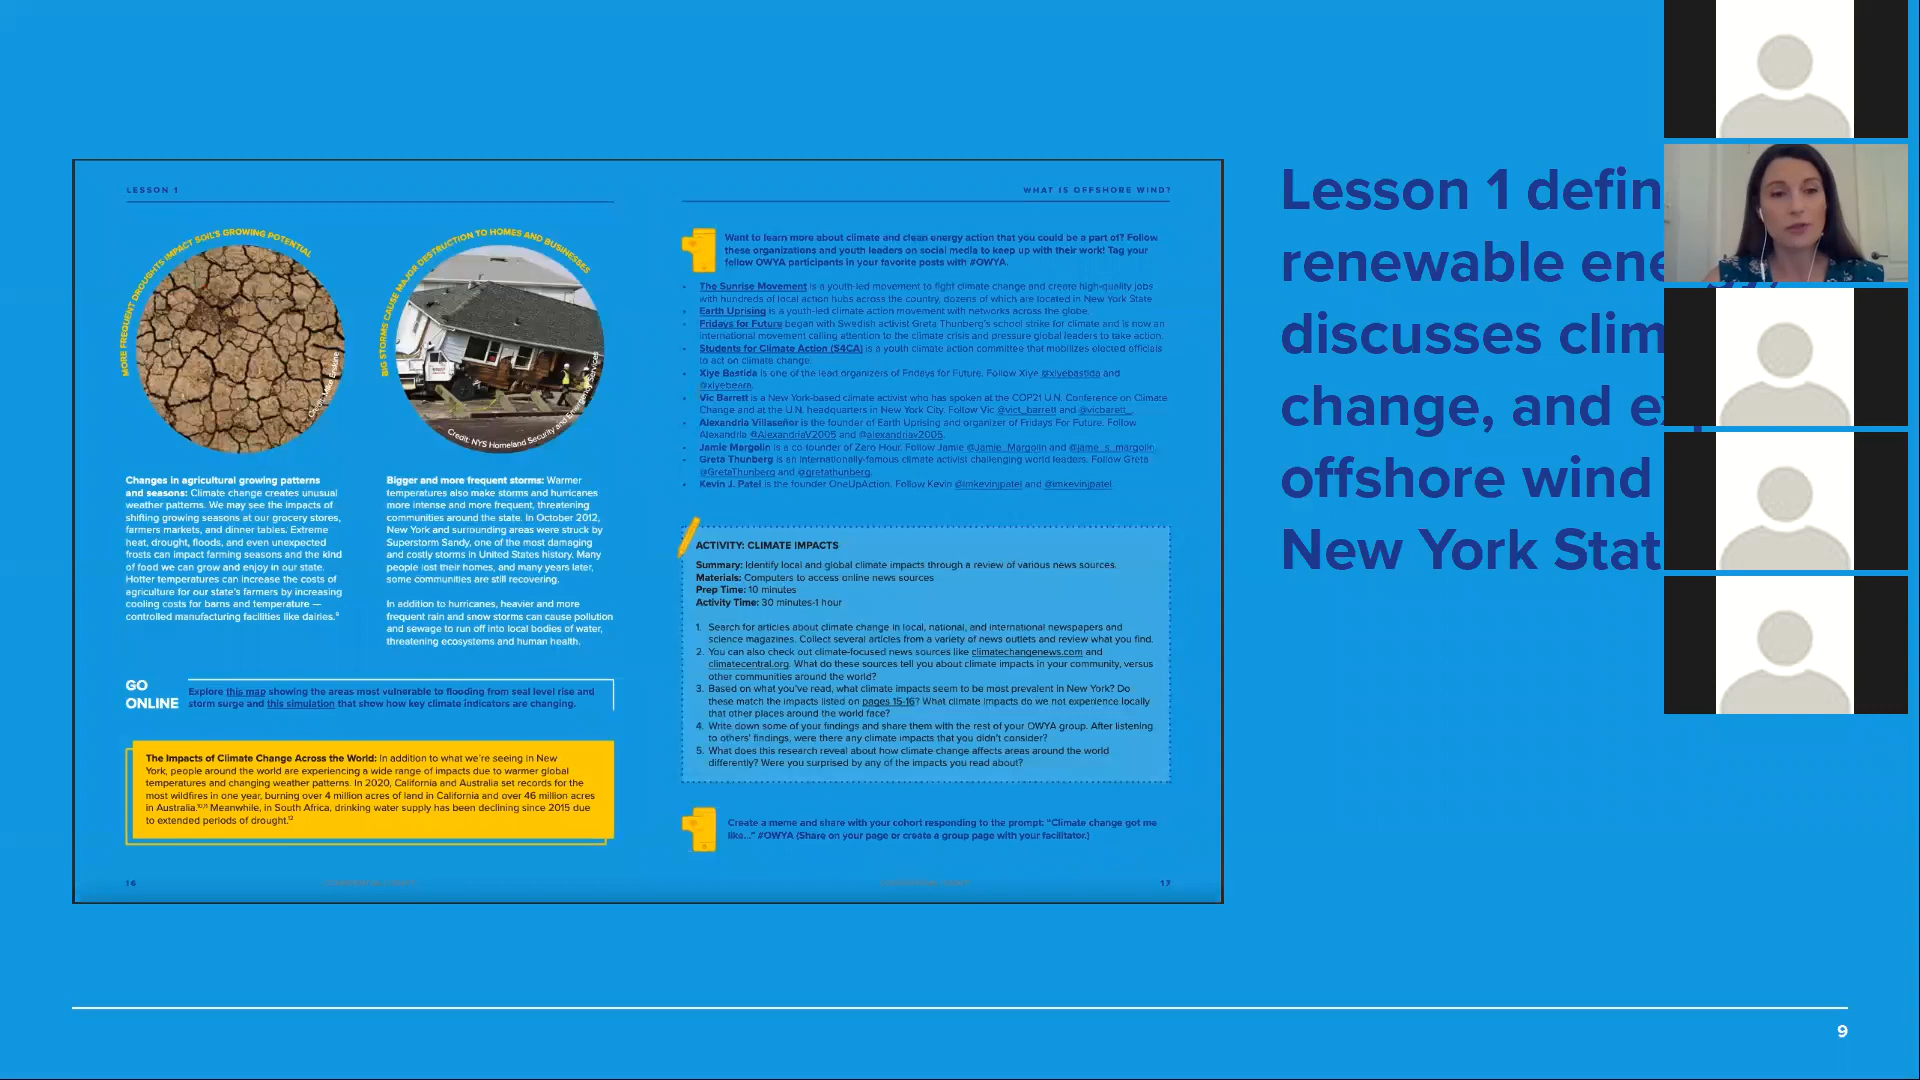 LESSON 1
MORE FREQUENT DROUGHTS IMPACT SOIL'S GROWING POTENTIAL
BIG STORMS CAUSE MAJOR DESTRUCTION TO HOMES AND BUSINESSES
Credit: NYS Homeland Security and Emergency Services
Changes in agricultural growing patterns
and seasons: Climate change creates unusual
weather patterns. We may see the impacts of
shifting growing seasons at our grocery stores,
farmers markets, and dinner tables. Extreme
heat, drought, floods, and even unexpected
frosts can impact farming seasons and the kind
of food we can grow and enjoy in our state.
Hotter temperatures can increase the costs of
agriculture for our state's farmers by increasing
cooling costs for barns and temperature —
controlled manufacturing facilities like dairies.⁹
Bigger and more frequent storms: Warmer
temperatures also make storms and hurricanes
more intense and more frequent, threatening
communities around the state. In October 2012,
New York and surrounding areas were struck by
Superstorm Sandy, one of the most damaging
and costly storms in United States history. Many
people lost their homes, and many years later,
some communities are still recovering.
In addition to hurricanes, heavier and more
frequent rain and snow storms can cause pollution
and sewage to run off into local bodies of water,
threatening ecosystems and human health.
GO
ONLINE
Explore this map showing the areas most vulnerable to flooding from seal level rise and
storm surge and this simulation that show how key climate indicators are changing.
The Impacts of Climate Change Across the World: In addition to what we're seeing in New
York, people around the world are experiencing a wide range of impacts due to warmer global
temperatures and changing weather patterns. In 2020, California and Australia set records for the
most wildfires in one year, burning over 4 million acres of land in California and over 46 million acres
in Australia.¹⁰,¹¹ Meanwhile, in South Africa, drinking water supply has been declining since 2015 due
to extended periods of drought.¹²
16
WHAT IS OFFSHORE WIND?
Want to learn more about climate and clean energy action that you could be a part of? Follow
these organizations and youth leaders on social media to keep up with their work! Tag your
fellow OWYA participants in your favorite posts with #OWYA.
• The Sunrise Movement is a youth-led movement to fight climate change and create high-quality jobs
with hundreds of local action hubs across the country, dozens of which are located in New York State
• Earth Uprising is a youth-led climate action movement with networks across the globe.
• Fridays for Future began with Swedish activist Greta Thunberg's school strike for climate and is now an
international movement calling attention to the climate crisis and pressure global leaders to take action.
• Students for Climate Action (S4CA) is a youth climate action committee that mobilizes elected officials
to act on climate change.
• Xiye Bastida is one of the lead organizers of Fridays for Future. Follow Xiye @xiyebastida and
@xiyebeara.
• Vic Barrett is a New York-based climate activist who has spoken at the COP21 U.N. Conference on Climate
Change and at the U.N. headquarters in New York City. Follow Vic @vict_barrett and @vicbarett_.
• Alexandria Villaseñor is the founder of Earth Uprising and organizer of Fridays For Future. Follow
Alexandria @AlexandriaV2005 and @alexandriav2005.
• Jamie Margolin is a co founder of Zero Hour. Follow Jamie @Jamie_Margolin and @jame_s_margolin.
• Greta Thunberg is an internationally-famous climate activist challenging world leaders. Follow Greta
@GretaThunberg and @gretathunberg.
• Kevin J. Patel is the founder OneUpAction. Follow Kevin @imkevinjpatel and @imkevinjpatel
ACTIVITY: CLIMATE IMPACTS
Summary: Identify local and global climate impacts through a review of various news sources.
Materials: Computers to access online news sources
Prep Time: 10 minutes
Activity Time: 30 minutes-1 hour
1. Search for articles about climate change in local, national, and international newspapers and
science magazines. Collect several articles from a variety of news outlets and review what you find.
2. You can also check out climate-focused news sources like climatechangenews.com and
climatecentral.org. What do these sources tell you about climate impacts in your community, versus
other communities around the world?
3. Based on what you've read, what climate impacts seem to be most prevalent in New York? Do
these match the impacts listed on pages 15-16? What climate impacts do we not experience locally
that other places around the world face?
4. Write down some of your findings and share them with the rest of your OWYA group. After listening
to others' findings, were there any climate impacts that you didn't consider?
5. What does this research reveal about how climate change affects areas around the world
differently? Were you surprised by any of the impacts you read about?
Create a meme and share with your cohort responding to the prompt: "Climate change got me
like..." #OWYA (Share on your page or create a group page with your facilitator.)
17
Lesson 1 defin
renewable ene
discusses clim
change, and ex
offshore wind
New York Stat
9